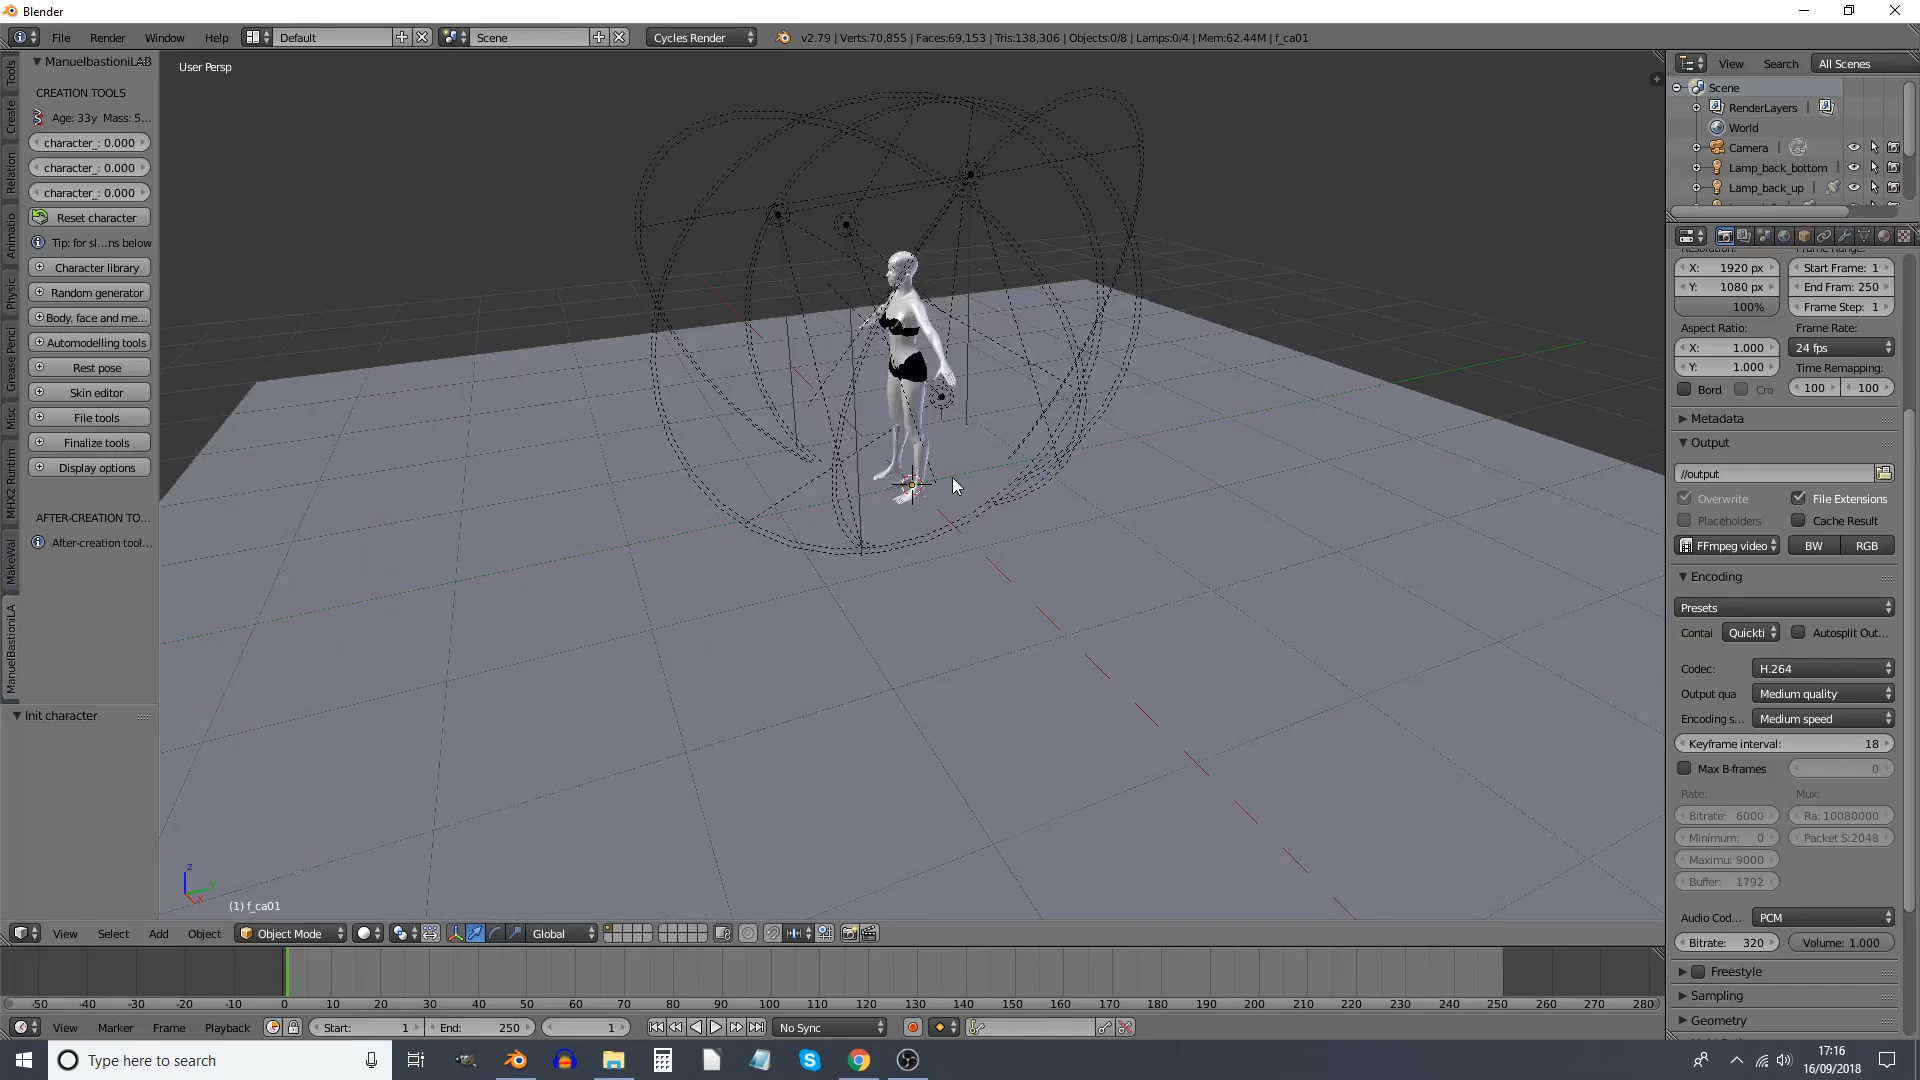 Blender
File Render Window Help Default Scene Cycles Render v2.79 | Verts:70,855 | Faces:69,153 | Tris:138,306 | Objects:0/8 | Lamps:0/4 | Mem:62.44M | f_ca01
Tools
Create
Relation
Animatio
Physic
Grease Penci
Misc
MHX2 Runtim
MakeWal
ManuelbastionLA
ManuelbastioniLAB
CREATION TOOLS
Age: 33y Mass: 5...
character_: 0.000
character_: 0.000
character_: 0.000
Reset character
Tip: for sl...ns below
Character library
Random generator
Body. face and me...
Automodelling tools
Rest pose
Skin editor
File tools
Finalize tools
Display options
AFTER-CREATION TO...
After-creation tool...
Init character
User Persp
z
y
x
(1) f_ca01
View Select Add Object Object Mode Global
View Search All Scenes
Scene
RenderLayers
World
Camera
Lamp_back_bottom
Lamp_back_up
X: 1920 px Start Frame: 1
Y: 1080 px End Fram: 250
100% Frame Step: 1
Aspect Ratio: Frame Rate:
X: 1.000 24 fps
Y: 1.000 Time Remapping:
Bord Cro 100 100
Metadata
Output
//output
Overwrite File Extensions
Placeholders Cache Result
FFmpeg video BW RGB
Encoding
Presets
Contai Quickti Autosplit Out...
Codec: H.264
Output qua Medium quality
Encoding s... Medium speed
Keyframe interval: 18
Max B-frames 0
Rate: Mux:
Bitrate: 6000 Ra: 10080000
Minimum: 0 Packet S:2048
Maximu: 9000
Buffer: 1792
Audio Cod... PCM
Bitrate: 320 Volume: 1.000
Freestyle
Sampling
Geometry
-50 -40 -30 -20 -10 0 10 20 30 40 50 60 70 80 90 100 110 120 130 140 150 160 170 180 190 200 210 220 230 240 250 260 270 280
View Marker Frame Playback Start: 1 End: 250 1 No Sync
Type here to search
17:16
16/09/2018